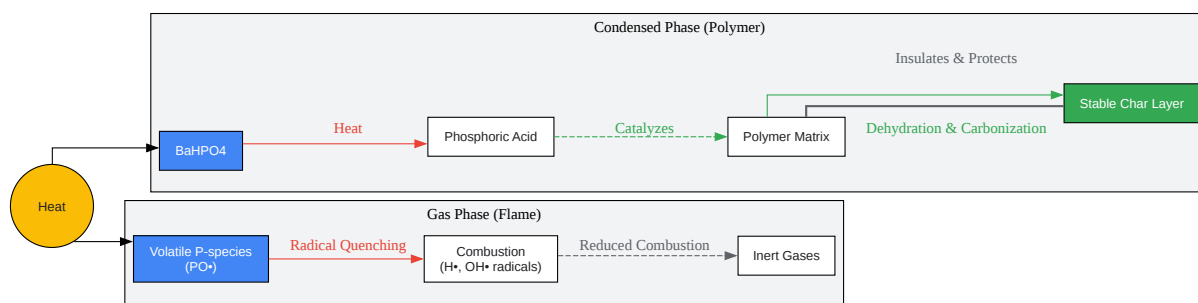 Condensed Phase (Polymer)
Insulates & Protects
Stable Char Layer
Heat
Phosphoric Acid
Catalyzes
Polymer Matrix
Dehydration & Carbonization
BaHPO4
Heat
Gas Phase (Flame)
Volatile P-species
(PO•)
Radical Quenching
Combustion
(H•, OH• radicals)
Reduced Combustion
Inert Gases